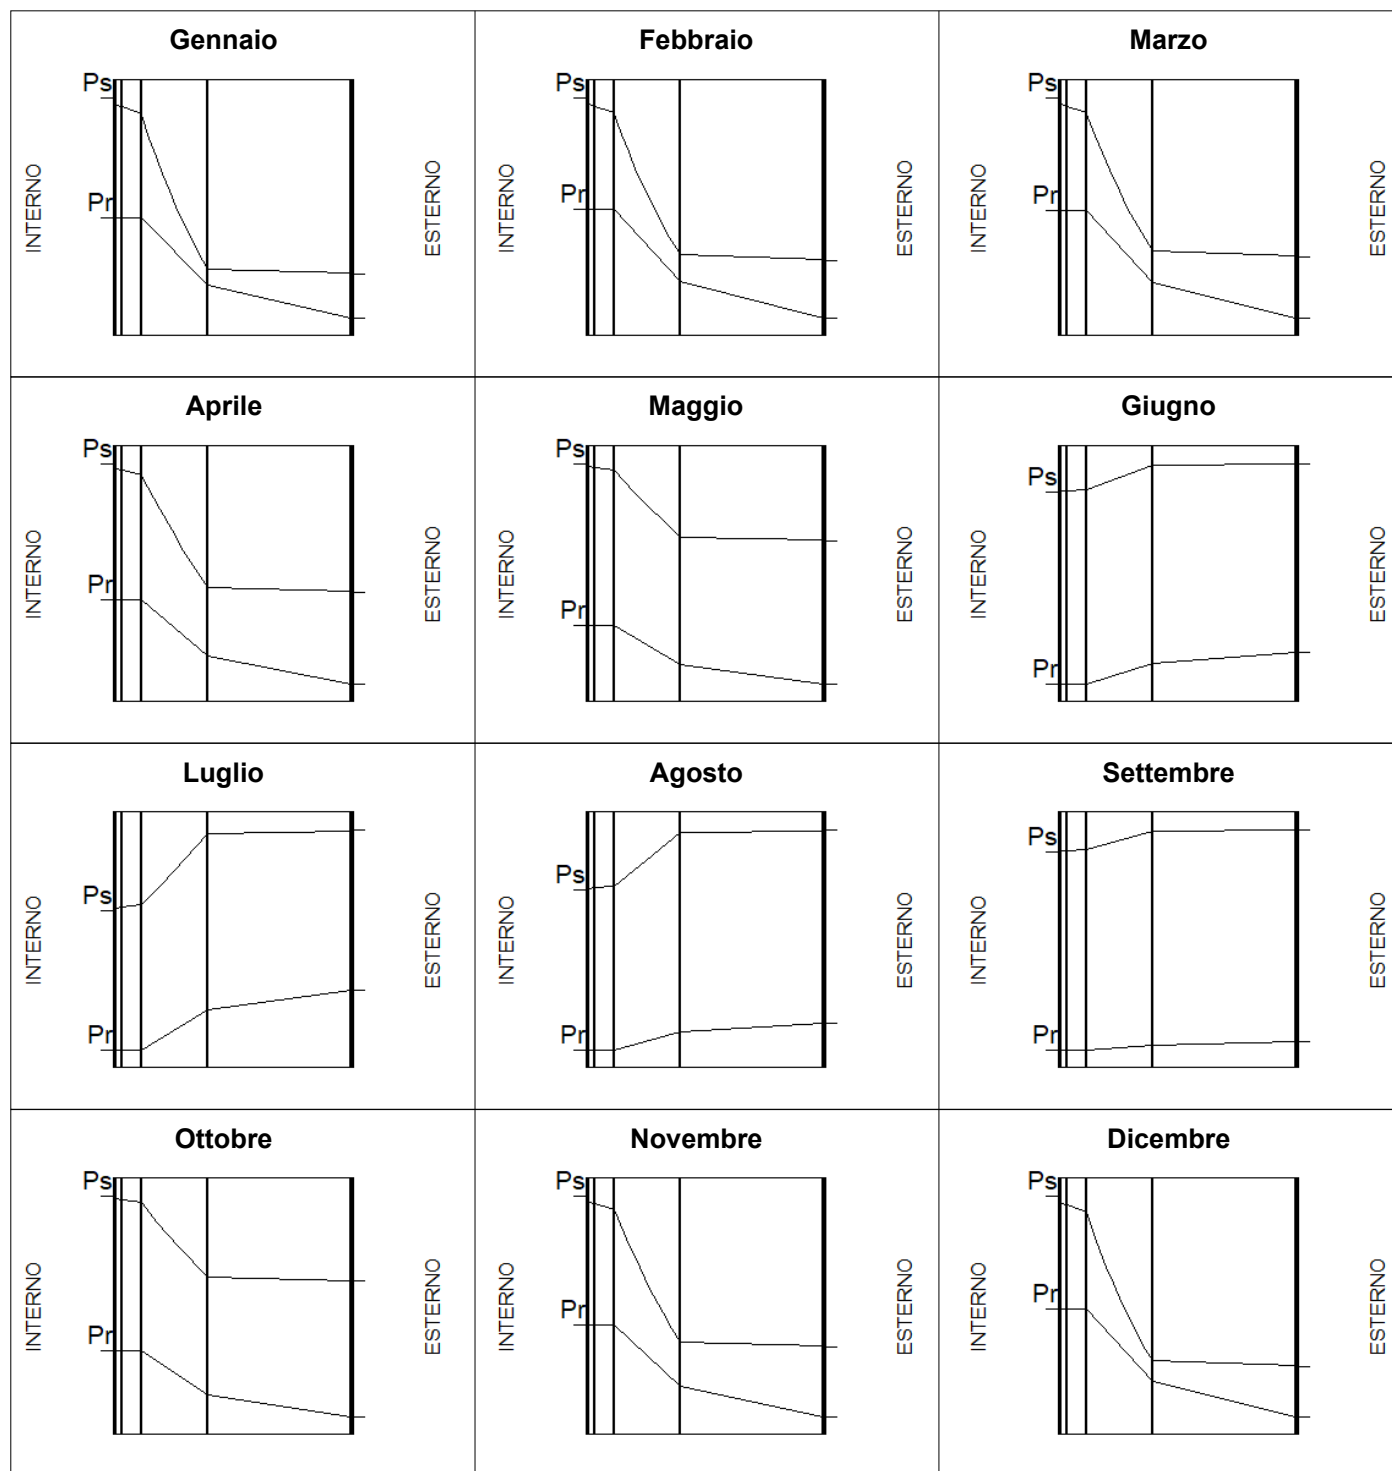 Gennaio
Ps
Pr
INTERNO
ESTERNO
Febbraio
Ps
Pr
INTERNO
ESTERNO
Marzo
Ps
Pr
INTERNO
ESTERNO
Aprile
Ps
Pr
INTERNO
ESTERNO
Maggio
Ps
Pr
INTERNO
ESTERNO
Giugno
Ps
Pr
INTERNO
ESTERNO
Luglio
Ps
Pr
INTERNO
ESTERNO
Agosto
Ps
Pr
INTERNO
ESTERNO
Settembre
Ps
Pr
INTERNO
ESTERNO
Ottobre
Ps
Pr
INTERNO
ESTERNO
Novembre
Ps
Pr
INTERNO
ESTERNO
Dicembre
Ps
Pr
INTERNO
ESTERNO